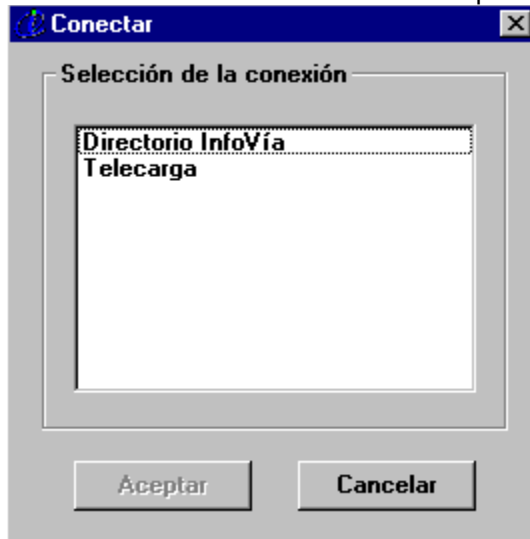 Conectar
Selección de la conexión
Directorio InfoVía
Telecarga
Aceptar
Cancelar